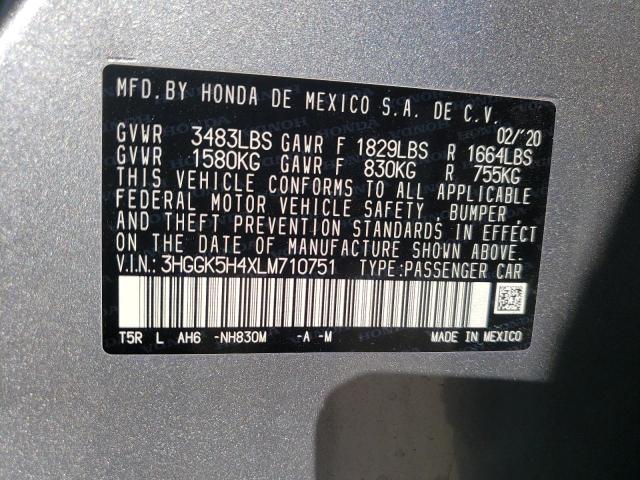 MFD. BY HONDA DE MEXICO S.A. DE C.V.
02/'20
GVWR 3483LBS GAWR F 1829LBS R 1664LBS
GVWR 1580KG GAWR F 830KG R 755KG
THIS VEHICLE CONFORMS TO ALL APPLICABLE
FEDERAL MOTOR VEHICLE SAFETY, BUMPER,
AND THEFT PREVENTION STANDARDS IN EFFECT
ON THE DATE OF MANUFACTURE SHOWN ABOVE.
V.I.N.: 3HGGK5H4XLM710751 TYPE: PASSENGER CAR
T5R L AH6 -NH830M -A -M MADE IN MEXICO